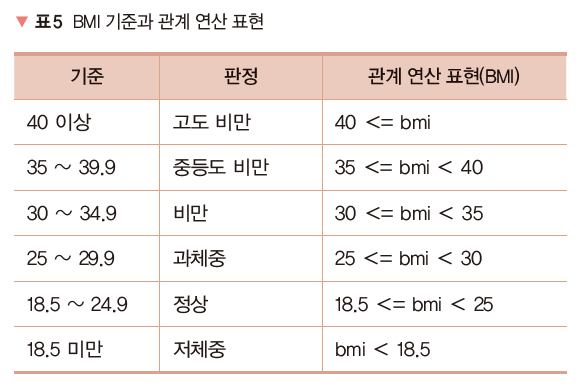 ▼ 표5 BMI 기준과 관계 연산 표현
기준 판정 관계 연산 표현(BMI)
40 이상 고도 비만 40 <= bmi
35 ~ 39.9 중등도 비만 35 <= bmi < 40
30 ~ 34.9 비만 30 <= bmi < 35
25 ~ 29.9 과체중 25 <= bmi < 30
18.5 ~ 24.9 정상 18.5 <= bmi < 25
18.5 미만 저체중 bmi < 18.5